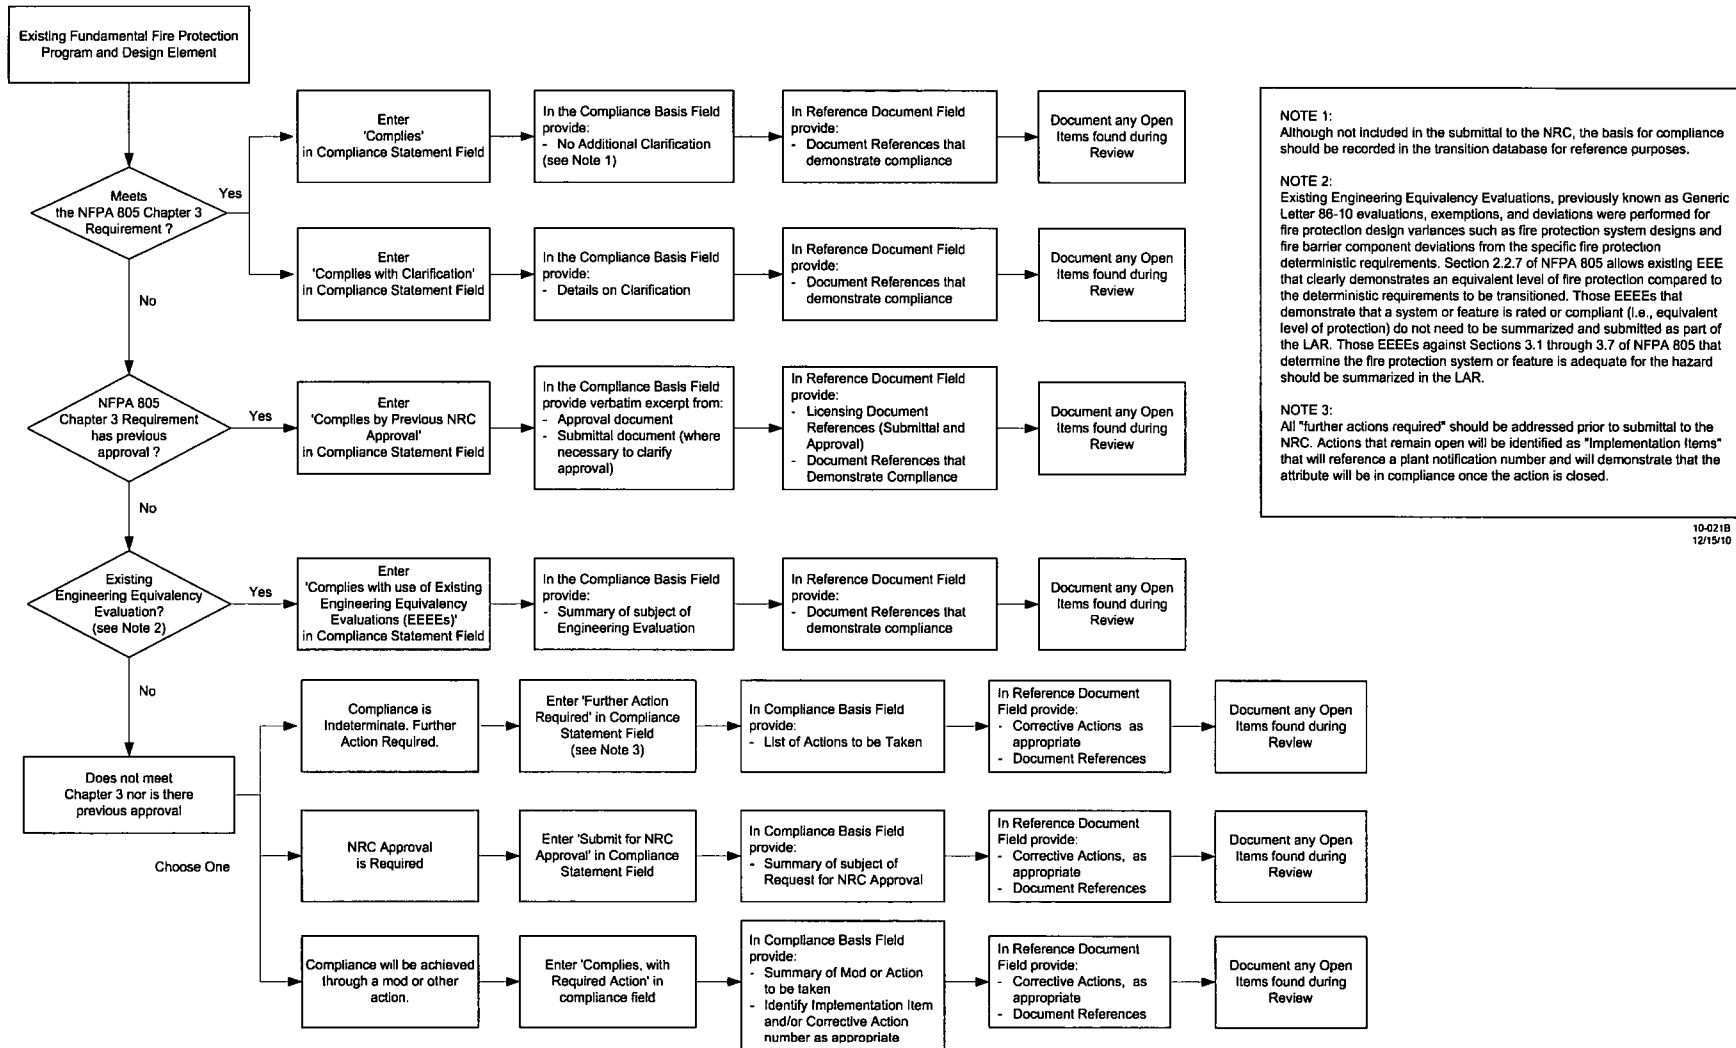 Existing Fundamental Fire Protection
Program and Design Element
Meets
the NFPA 805 Chapter 3
Requirement ?
Yes
No
Enter
'Complies'
in Compliance Statement Field
In the Compliance Basis Field
provide:
- No Additional Clarification
(see Note 1)
In Reference Document Field
provide:
- Document References that
demonstrate compliance
Document any Open
Items found during
Review
Enter
'Complies with Clarification'
in Compliance Statement Field
In the Compliance Basis Field
provide:
- Details on Clarification
In Reference Document Field
provide:
- Document References that
demonstrate compliance
Document any Open
Items found during
Review
NFPA 805
Chapter 3 Requirement
has previous
approval ?
Yes
No
Enter
'Complies by Previous NRC
Approval'
in Compliance Statement Field
In the Compliance Basis Field
provide verbatim excerpt from:
- Approval document
- Submittal document (where
necessary to clarify
approval)
In Reference Document Field
provide:
- Licensing Document
References (Submittal and
Approval)
- Document References that
Demonstrate Compliance
Document any Open
Items found during
Review
Existing
Engineering Equivalency
Evaluation?
(see Note 2)
Yes
No
Enter
'Complies with use of Existing
Engineering Equivalency
Evaluations (EEEEs)'
in Compliance Statement Field
In the Compliance Basis Field
provide:
- Summary of subject of
Engineering Evaluation
In Reference Document Field
provide:
- Document References that
demonstrate compliance
Document any Open
Items found during
Review
Does not meet
Chapter 3 nor is there
previous approval
Choose One
Compliance is
Indeterminate. Further
Action Required.
Enter 'Further Action
Required' in Compliance
Statement Field
(see Note 3)
In Compliance Basis Field
provide:
- List of Actions to be Taken
In Reference Document
Field provide:
- Corrective Actions as
appropriate
- Document References
Document any Open
Items found during
Review
NRC Approval
is Required
Enter 'Submit for NRC
Approval' in Compliance
Statement Field
In Compliance Basis Field
provide:
- Summary of subject of
Request for NRC Approval
In Reference Document
Field provide:
- Corrective Actions, as
appropriate
- Document References
Document any Open
Items found during
Review
Compliance will be achieved
through a mod or other
action.
Enter 'Complies, with
Required Action' in
compliance field
In Compliance Basis Field
provide:
- Summary of Mod or Action
to be taken
- Identify Implementation Item
and/or Corrective Action
number as appropriate
In Reference Document
Field provide:
- Corrective Actions, as
appropriate
- Document References
Document any Open
Items found during
Review
NOTE 1:
Although not included in the submittal to the NRC, the basis for compliance
should be recorded in the transition database for reference purposes.
NOTE 2:
Existing Engineering Equivalency Evaluations, previously known as Generic
Letter 86-10 evaluations, exemptions, and deviations were performed for
fire protection design variances such as fire protection system designs and
fire barrier component deviations from the specific fire protection
deterministic requirements. Section 2.2.7 of NFPA 805 allows existing EEE
that clearly demonstrates an equivalent level of fire protection compared to
the deterministic requirements to be transitioned. Those EEEEs that
demonstrate that a system or feature is rated or compliant (i.e., equivalent
level of protection) do not need to be summarized and submitted as part of
the LAR. Those EEEEs against Sections 3.1 through 3.7 of NFPA 805 that
determine the fire protection system or feature is adequate for the hazard
should be summarized in the LAR.
NOTE 3:
All "further actions required" should be addressed prior to submittal to the
NRC. Actions that remain open will be identified as "Implementation Items"
that will reference a plant notification number and will demonstrate that the
attribute will be in compliance once the action is closed.
10-021B
12/15/10